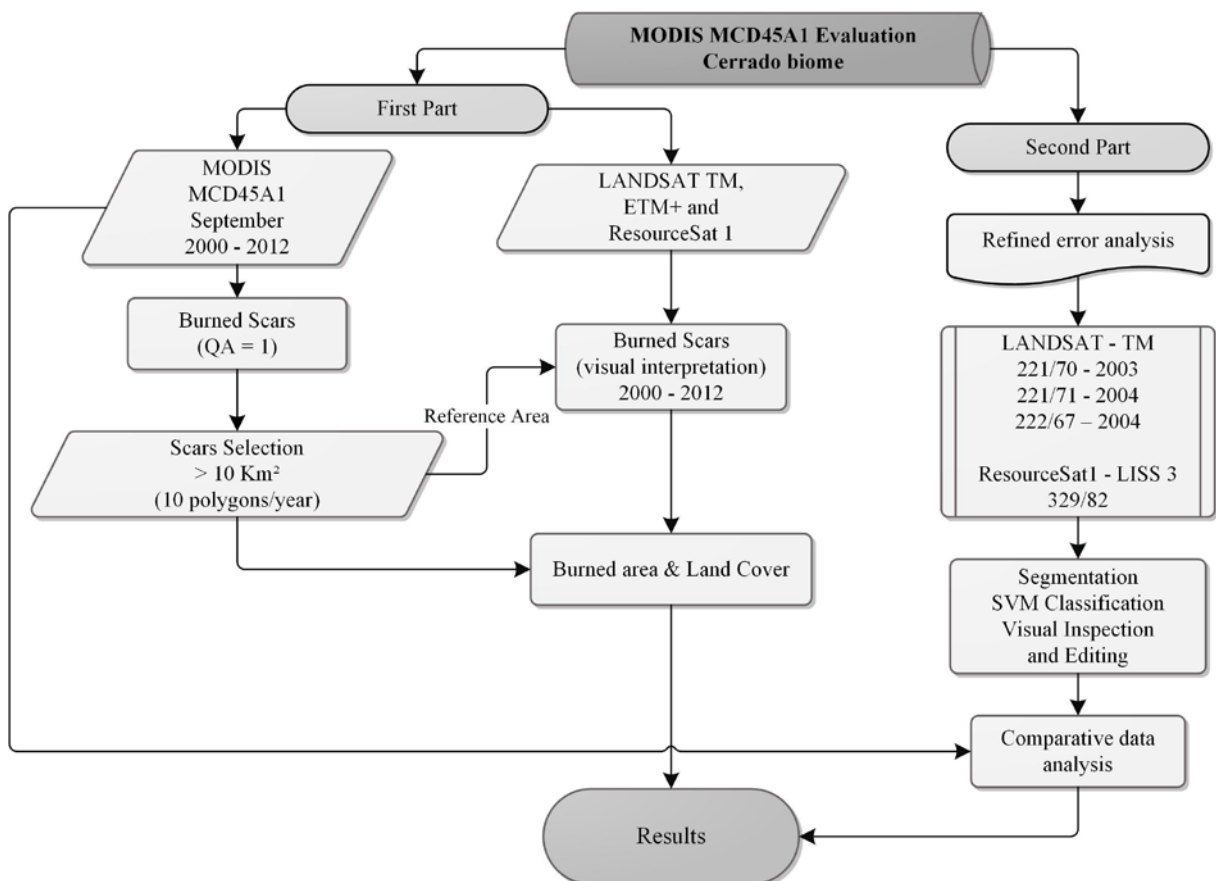 MODIS MCD45A1 Evaluation
Cerrado biome
First Part
MODIS
MCD45A1
September
2000 - 2012
LANDSAT TM,
ETM+ and
ResourceSat 1
Second Part
Refined error analysis
Burned Scars
(QA = 1)
Burned Scars
(visual interpretation)
2000 - 2012
Reference Area
Scars Selection
> 10 Km²
(10 polygons/year)
LANDSAT - TM
221/70 - 2003
221/71 - 2004
222/67 – 2004
ResourceSat1 - LISS 3
329/82
Burned area & Land Cover
Segmentation
SVM Classification
Visual Inspection
and Editing
Comparative data
analysis
Results